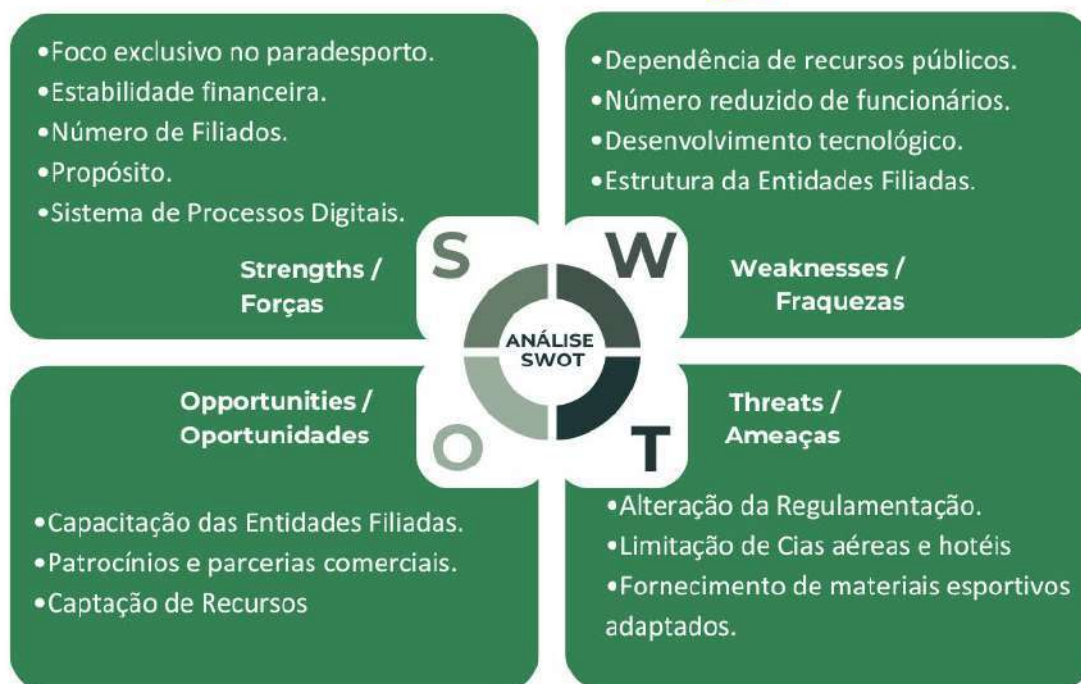 •Foco exclusivo no paradesporto.
•Estabilidade financeira.
•Número de Filiados.
•Propósito.
•Sistema de Processos Digitais.
Strengths /
Forças
•Dependência de recursos públicos.
•Número reduzido de funcionários.
•Desenvolvimento tecnológico.
•Estrutura da Entidades Filiadas.
Weaknesses /
Fraquezas
S
W
ANÁLISE
SWOT
O
T
Opportunities /
Oportunidades
•Capacitação das Entidades Filiadas.
•Patrocínios e parcerias comerciais.
•Captação de Recursos
Threats /
Ameaças
•Alteração da Regulamentação.
•Limitação de Cias aéreas e hotéis
•Fornecimento de materiais esportivos
adaptados.